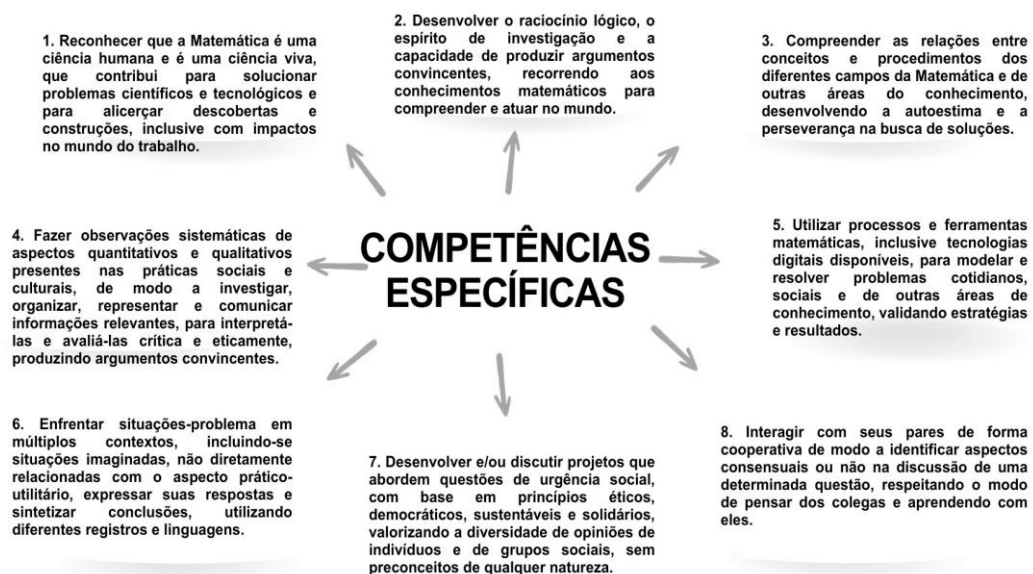 1. Reconhecer que a Matemática é uma
ciência humana e é uma ciência viva,
que contribui para solucionar
problemas científicos e tecnológicos e
para alicerçar descobertas e
construções, inclusive com impactos
no mundo do trabalho.
2. Desenvolver o raciocínio lógico, o
espírito de investigação e a
capacidade de produzir argumentos
convincentes, recorrendo aos
conhecimentos matemáticos para
compreender e atuar no mundo.
3. Compreender as relações entre
conceitos e procedimentos dos
diferentes campos da Matemática e de
outras áreas do conhecimento,
desenvolvendo a autoestima e a
perseverança na busca de soluções.
4. Fazer observações sistemáticas de
aspectos quantitativos e qualitativos
presentes nas práticas sociais e
culturais, de modo a investigar,
organizar, representar e comunicar
informações relevantes, para interpretá-
las e avaliá-las crítica e eticamente,
produzindo argumentos convincentes.
COMPETÊNCIAS
ESPECÍFICAS
5. Utilizar processos e ferramentas
matemáticas, inclusive tecnologias
digitais disponíveis, para modelar e
resolver problemas cotidianos,
sociais e de outras áreas de
conhecimento, validando estratégias
e resultados.
6. Enfrentar situações-problema em
múltiplos contextos, incluindo-se
situações imaginadas, não diretamente
relacionadas com o aspecto prático-
utilitário, expressar suas respostas e
sintetizar conclusões, utilizando
diferentes registros e linguagens.
7. Desenvolver e/ou discutir projetos que
abordem questões de urgência social,
com base em princípios éticos,
democráticos, sustentáveis e solidários,
valorizando a diversidade de opiniões de
indivíduos e de grupos sociais, sem
preconceitos de qualquer natureza.
8. Interagir com seus pares de forma
cooperativa de modo a identificar aspectos
consensuais ou não na discussão de uma
determinada questão, respeitando o modo
de pensar dos colegas e aprendendo com
eles.